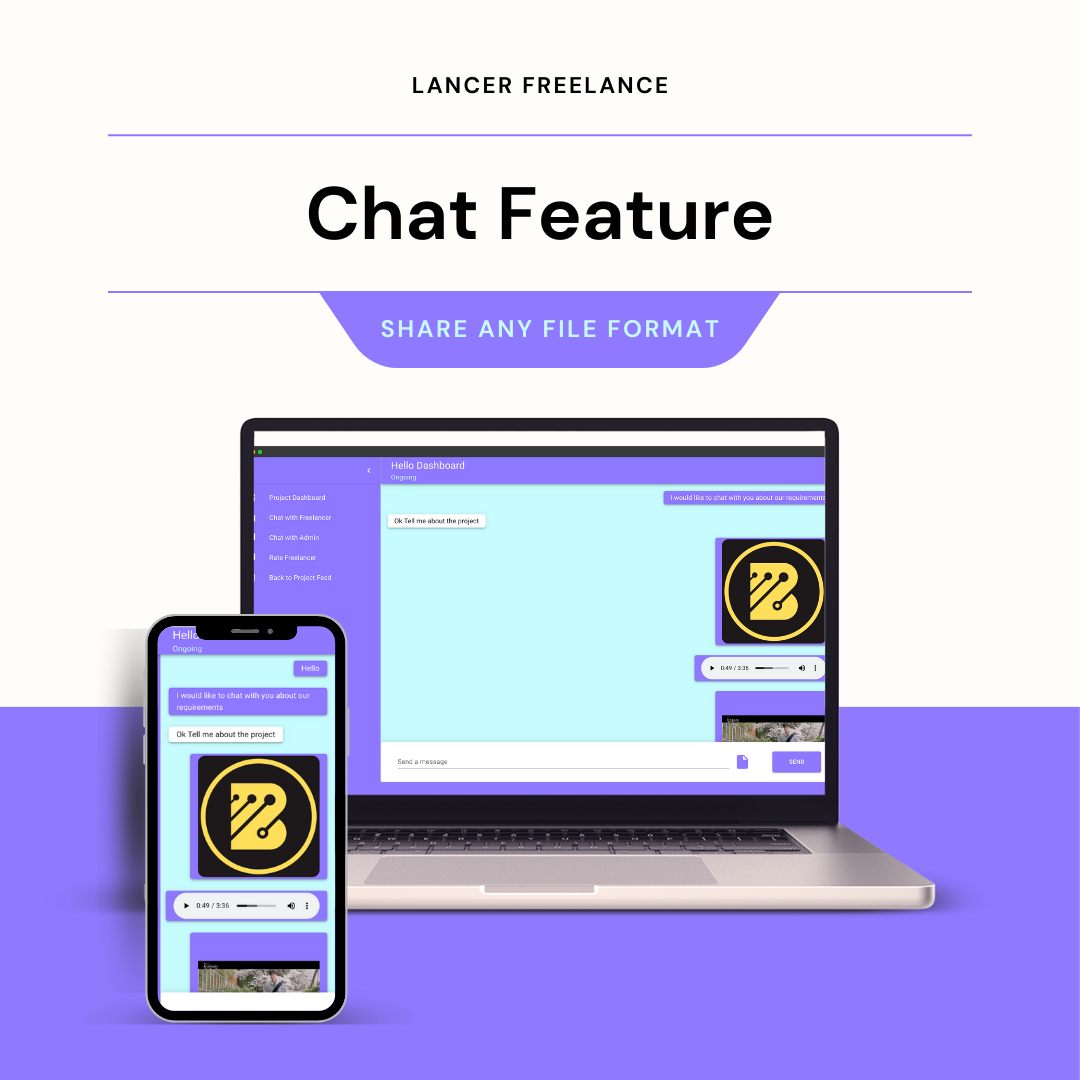 LANCER FREELANCE
Chat Feature
SHARE ANY FILE FORMAT
Hello Dashboard
Ongoing
Project Dashboard
Chat with Freelancer
Chat with Admin
Rate Freelancer
Back to Project Feed
I would like to chat with you about our requirements
Ok Tell me about the project
B
0:49 / 3:36
Send a message
SEND
Hello
Ongoing
Hello
I would like to chat with you about our
requirements
Ok Tell me about the project
B
0:49 / 3:36